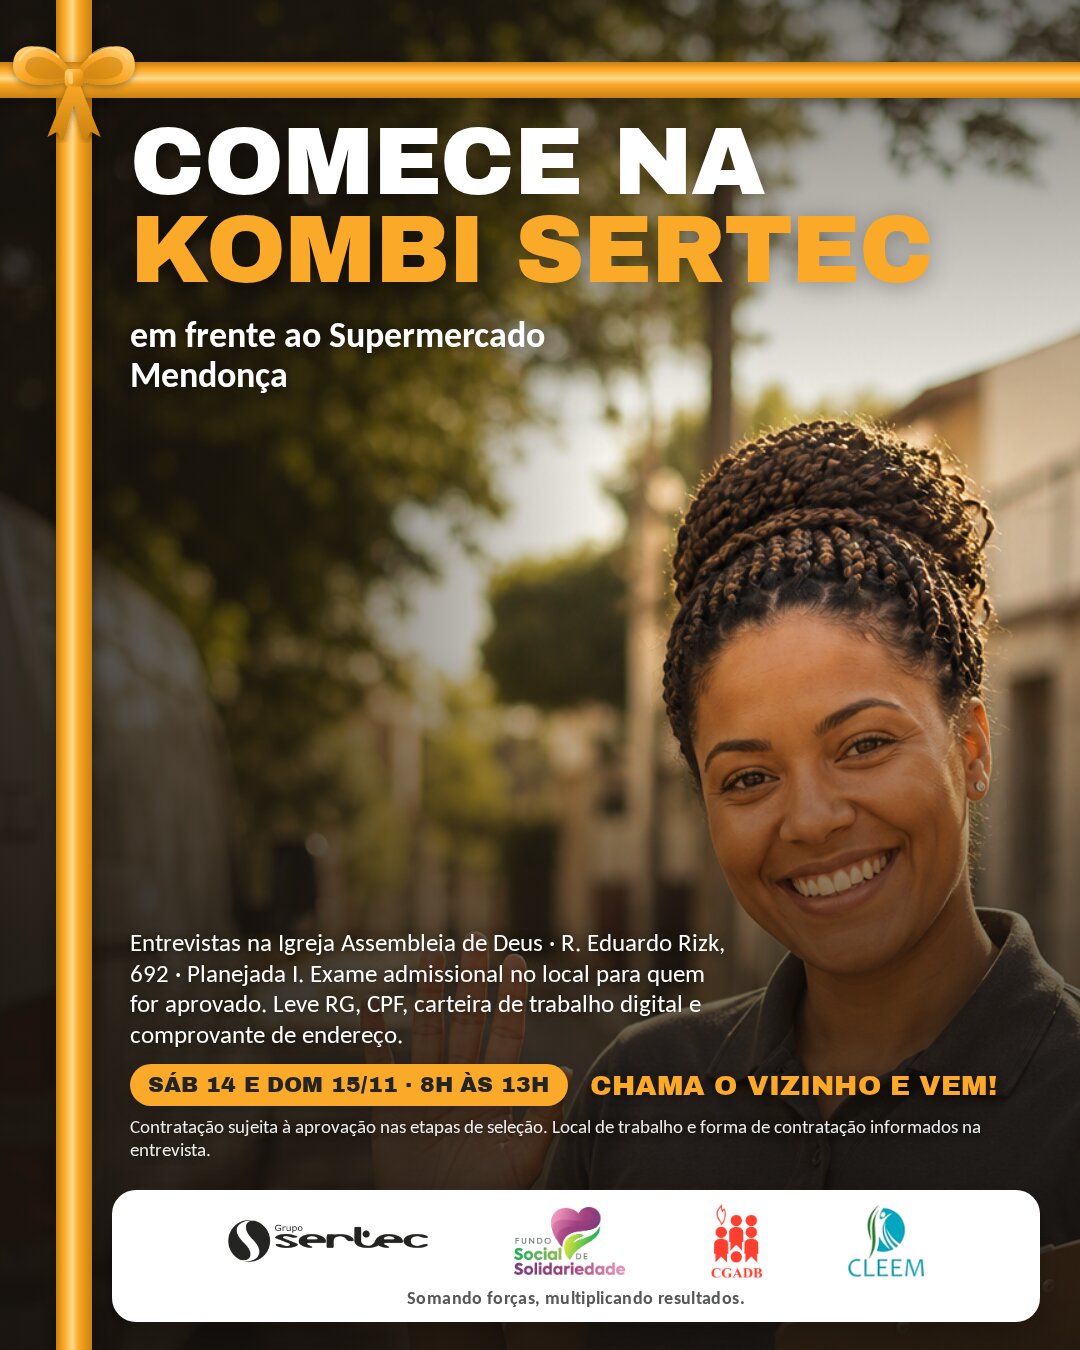 COMECE NA
KOMBI SERTEC
em frente ao Supermercado
Mendonça
Entrevistas na Igreja Assembleia de Deus · R. Eduardo Rizk,
692 · Planejada I. Exame admissional no local para quem
for aprovado. Leve RG, CPF, carteira de trabalho digital e
comprovante de endereço.
SÁB 14 E DOM 15/11 · 8H ÀS 13H
CHAMA O VIZINHO E VEM!
Contratação sujeita à aprovação nas etapas de seleção. Local de trabalho e forma de contratação informados na
entrevista.
Grupo
sertec
FUNDO
Social DE
Solidariedade
CGADB
CLEEM
Somando forças, multiplicando resultados.